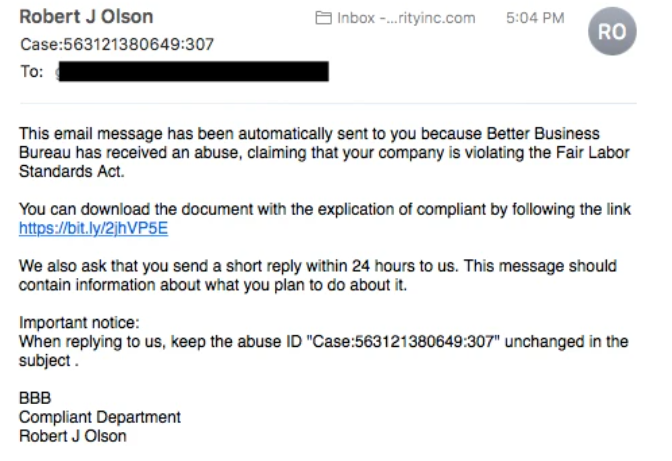 Robert J Olson
Inbox -...rityinc.com
5:04 PM
RO
Case:563121380649:307
To:
This email message has been automatically sent to you because Better Business
Bureau has received an abuse, claiming that your company is violating the Fair Labor
Standards Act.
You can download the document with the explication of compliant by following the link
https://bit.ly/2jhVP5E
We also ask that you send a short reply within 24 hours to us. This message should
contain information about what you plan to do about it.
Important notice:
When replying to us, keep the abuse ID "Case:563121380649:307" unchanged in the
subject .
BBB
Compliant Department
Robert J Olson